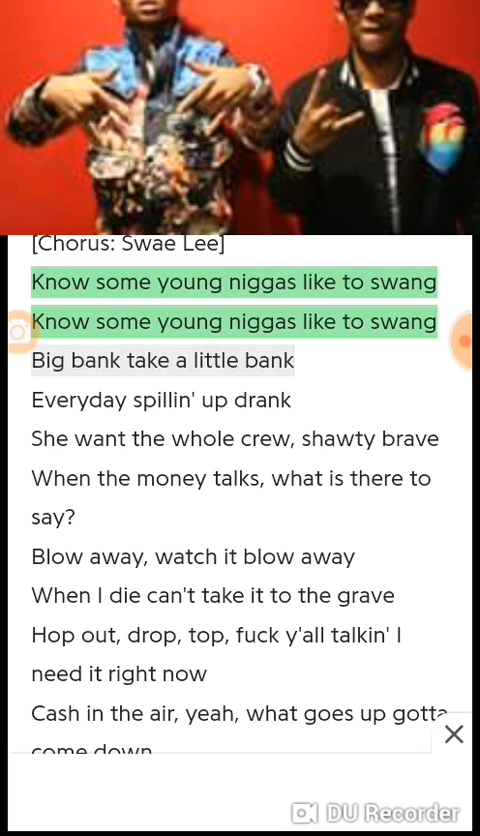 [Chorus: Swae Lee]
Know some young niggas like to swang
Know some young niggas like to swang
Big bank take a little bank
Everyday spillin' up drank
She want the whole crew, shawty brave
When the money talks, what is there to
say?
Blow away, watch it blow away
When I die can't take it to the grave
Hop out, drop, top, fuck y'all talkin' I
need it right now
Cash in the air, yeah, what goes up gotta
come down
DU Recorder